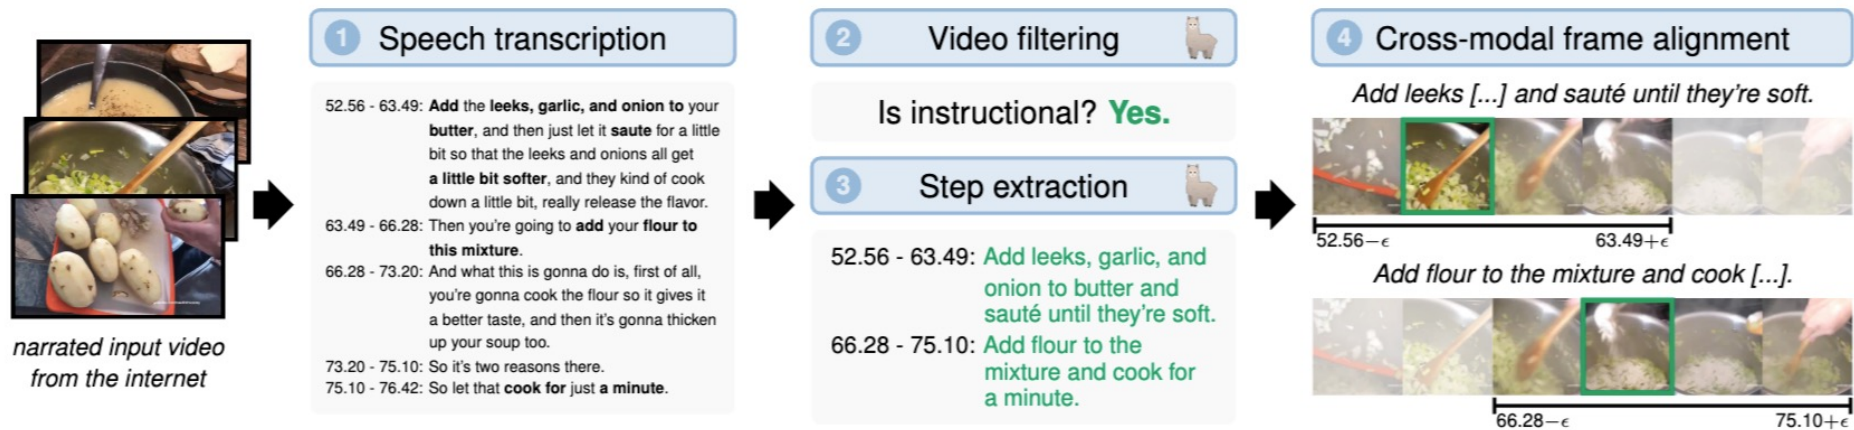 narrated input video
from the internet
1 Speech transcription
52.56 - 63.49: Add the leeks, garlic, and onion to your
butter, and then just let it saute for a little
bit so that the leeks and onions all get
a little bit softer, and they kind of cook
down a little bit, really release the flavor.
63.49 - 66.28: Then you're going to add your flour to
this mixture.
66.28 - 73.20: And what this is gonna do is, first of all,
you're gonna cook the flour so it gives it
a better taste, and then it's gonna thicken
up your soup too.
73.20 - 75.10: So it's two reasons there.
75.10 - 76.42: So let that cook for just a minute.
2 Video filtering
Is instructional? Yes.
3 Step extraction
52.56 - 63.49: Add leeks, garlic, and
onion to butter and
sauté until they're soft.
66.28 - 75.10: Add flour to the
mixture and cook for
a minute.
4 Cross-modal frame alignment
Add leeks [...] and sauté until they're soft.
52.56−ϵ 63.49+ϵ
Add flour to the mixture and cook [...].
66.28−ϵ 75.10+ϵ